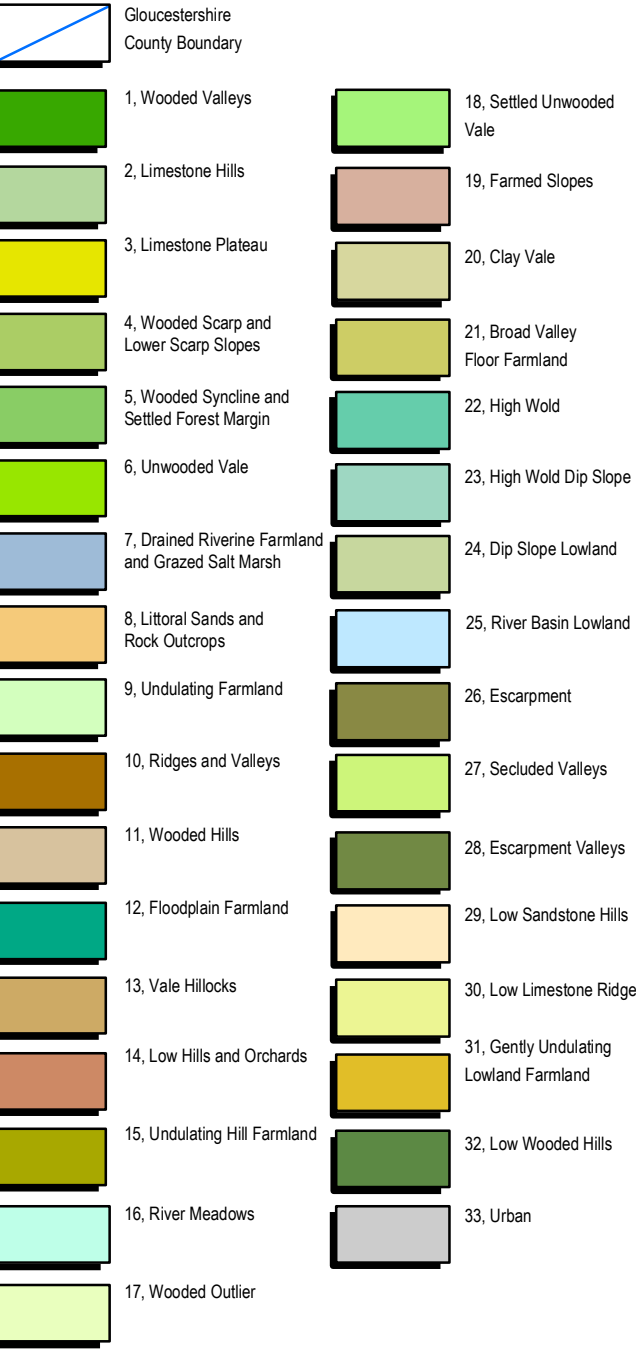 Gloucestershire
County Boundary
1, Wooded Valleys
2, Limestone Hills
3, Limestone Plateau
4, Wooded Scarp and
Lower Scarp Slopes
5, Wooded Syncline and
Settled Forest Margin
6, Unwooded Vale
7, Drained Riverine Farmland
and Grazed Salt Marsh
8, Littoral Sands and
Rock Outcrops
9, Undulating Farmland
10, Ridges and Valleys
11, Wooded Hills
12, Floodplain Farmland
13, Vale Hillocks
14, Low Hills and Orchards
15, Undulating Hill Farmland
16, River Meadows
17, Wooded Outlier
18, Settled Unwooded
Vale
19, Farmed Slopes
20, Clay Vale
21, Broad Valley
Floor Farmland
22, High Wold
23, High Wold Dip Slope
24, Dip Slope Lowland
25, River Basin Lowland
26, Escarpment
27, Secluded Valleys
28, Escarpment Valleys
29, Low Sandstone Hills
30, Low Limestone Ridge
31, Gently Undulating
Lowland Farmland
32, Low Wooded Hills
33, Urban